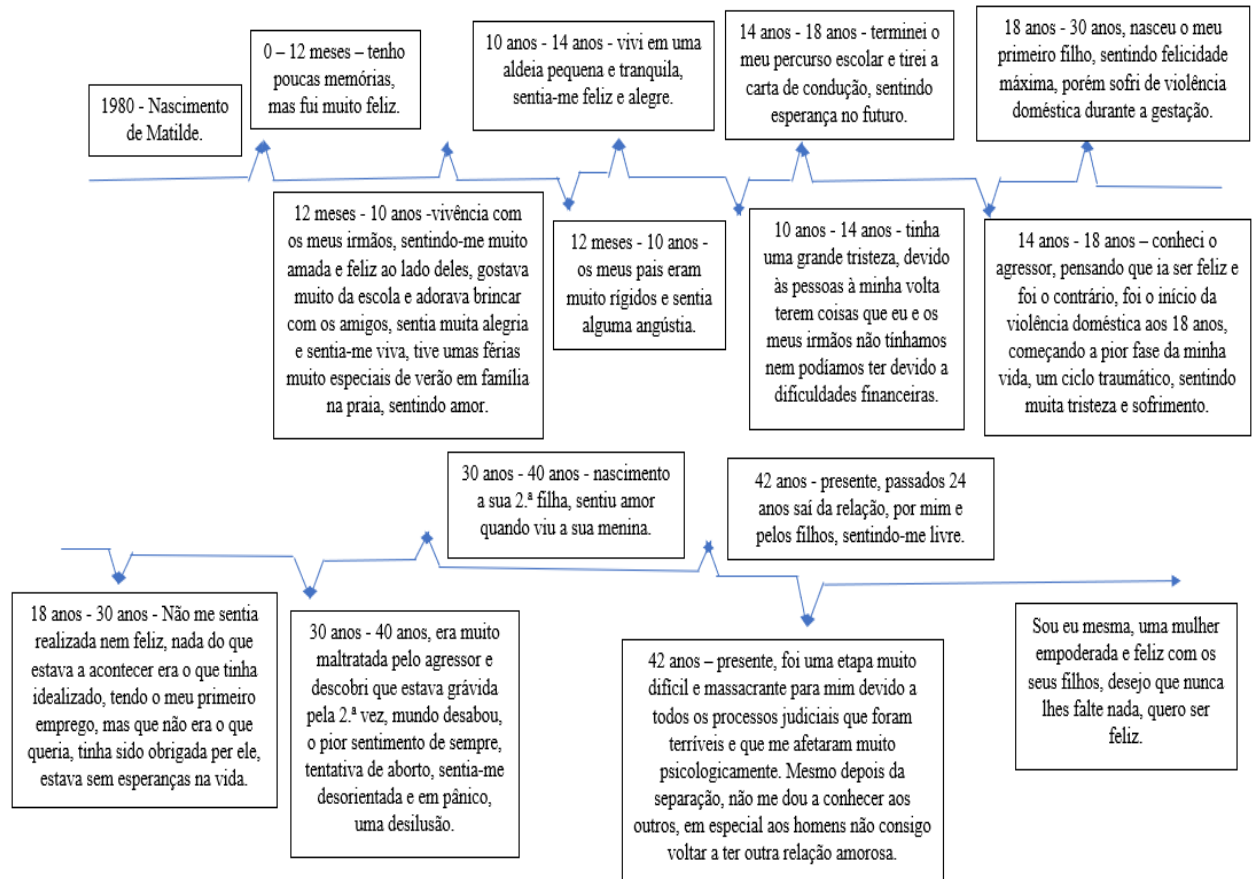 1980 - Nascimento
de Matilde.
0 – 12 meses – tenho
poucas memórias,
mas fui muito feliz.
10 anos - 14 anos - vivi em uma
aldeia pequena e tranquila,
sentia-me feliz e alegre.
14 anos - 18 anos - terminei o
meu percurso escolar e tirei a
carta de condução, sentindo
esperança no futuro.
18 anos - 30 anos, nasceu o meu
primeiro filho, sentindo felicidade
máxima, porém sofri de violência
doméstica durante a gestação.
12 meses - 10 anos -vivência com
os meus irmãos, sentindo-me muito
amada e feliz ao lado deles, gostava
muito da escola e adorava brincar
com os amigos, sentia muita alegria
e sentia-me viva, tive umas férias
muito especiais de verão em família
na praia, sentindo amor.
12 meses - 10 anos -
os meus pais eram
muito rígidos e sentia
alguma angústia.
10 anos - 14 anos - tinha
uma grande tristeza, devido
às pessoas à minha volta
terem coisas que eu e os
meus irmãos não tínhamos
nem podíamos ter devido a
dificuldades financeiras.
14 anos - 18 anos – conheci o
agressor, pensando que ia ser feliz e
foi o contrário, foi o início da
violência doméstica aos 18 anos,
começando a pior fase da minha
vida, um ciclo traumático, sentindo
muita tristeza e sofrimento.
30 anos - 40 anos - nascimento
a sua 2.ª filha, sentiu amor
quando viu a sua menina.
42 anos - presente, passados 24
anos saí da relação, por mim e
pelos filhos, sentindo-me livre.
18 anos - 30 anos - Não me sentia
realizada nem feliz, nada do que
estava a acontecer era o que tinha
idealizado, tendo o meu primeiro
emprego, mas que não era o que
queria, tinha sido obrigada per ele,
estava sem esperanças na vida.
30 anos - 40 anos, era muito
maltratada pelo agressor e
descobri que estava grávida
pela 2.ª vez, mundo desabou,
o pior sentimento de sempre,
tentativa de aborto, sentia-me
desorientada e em pânico,
uma desilusão.
42 anos – presente, foi uma etapa muito
difícil e massacrante para mim devido a
todos os processos judiciais que foram
terríveis e que me afetaram muito
psicologicamente. Mesmo depois da
separação, não me dou a conhecer aos
outros, em especial aos homens não consigo
voltar a ter outra relação amorosa.
Sou eu mesma, uma mulher
empoderada e feliz com os
seus filhos, desejo que nunca
lhes falte nada, quero ser
feliz.